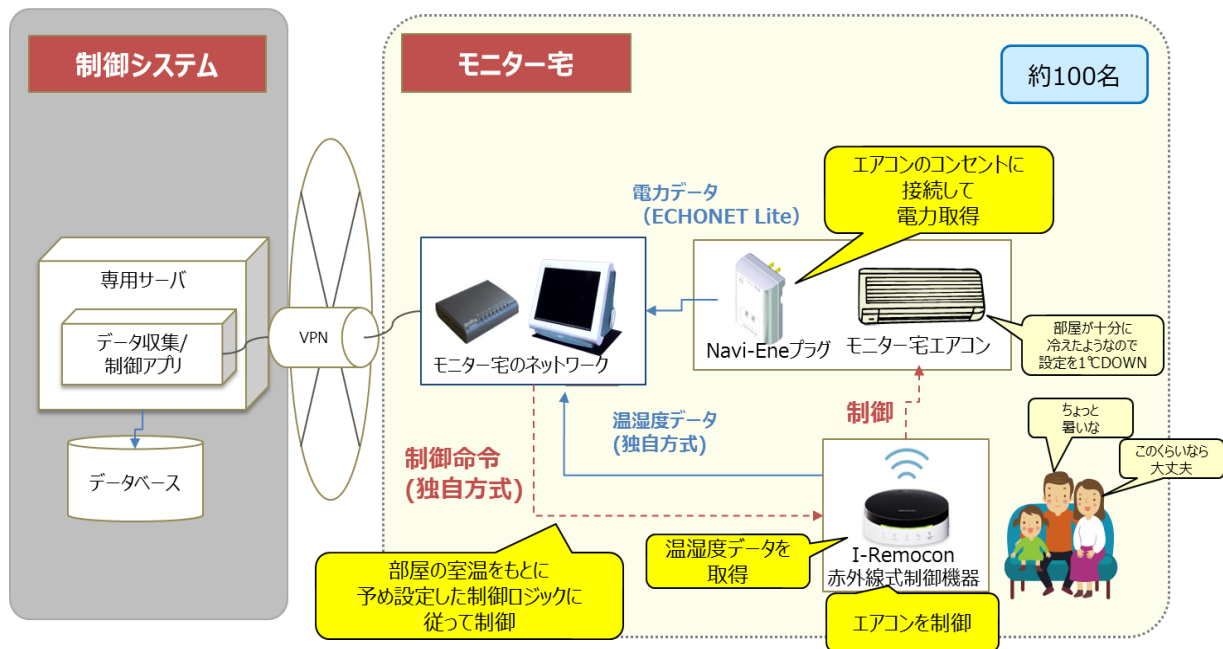 制御システム
モニター宅
約100名
エアコンのコンセントに
接続して
電力取得
電力データ
（ECHONET Lite）
専用サーバ
データ収集/
制御アプリ
VPN
データベース
モニター宅のネットワーク
Navi-Eneプラグ
モニター宅エアコン
部屋が十分に
冷えたようなので
設定を1℃DOWN
温湿度データ
(独自方式)
制御
制御命令
(独自方式)
ちょっと
暑いな
このくらいなら
大丈夫
温湿度データを
取得
I-Remocon
赤外線式制御機器
部屋の室温をもとに
予め設定した制御ロジックに
従って制御
エアコンを制御